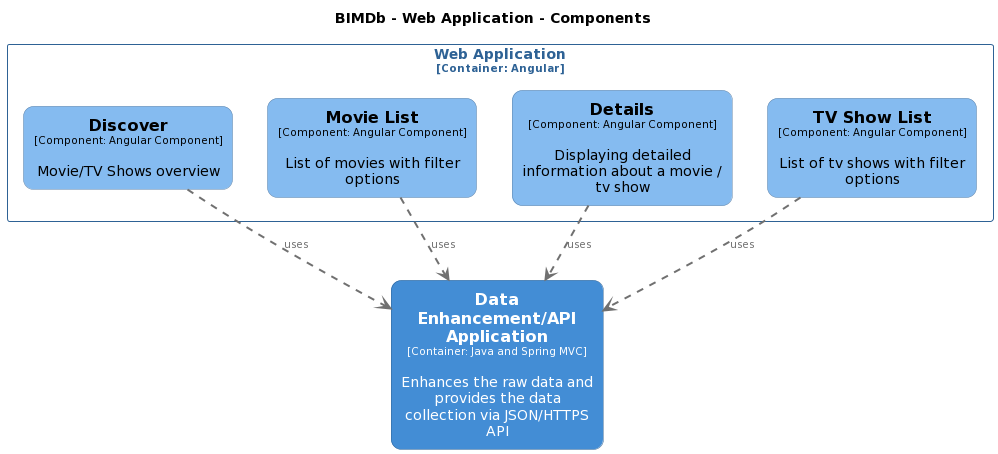 BIMDb - Web Application - Components
Web Application
[Container: Angular]
Discover
[Component: Angular Component]
Movie/TV Shows overview
Movie List
[Component: Angular Component]
List of movies with filter
options
Details
[Component: Angular Component]
Displaying detailed
information about a movie /
tv show
TV Show List
[Component: Angular Component]
List of tv shows with filter
options
uses
uses
uses
uses
Data
Enhancement/API
Application
[Container: Java and Spring MVC]
Enhances the raw data and
provides the data
collection via JSON/HTTPS
API